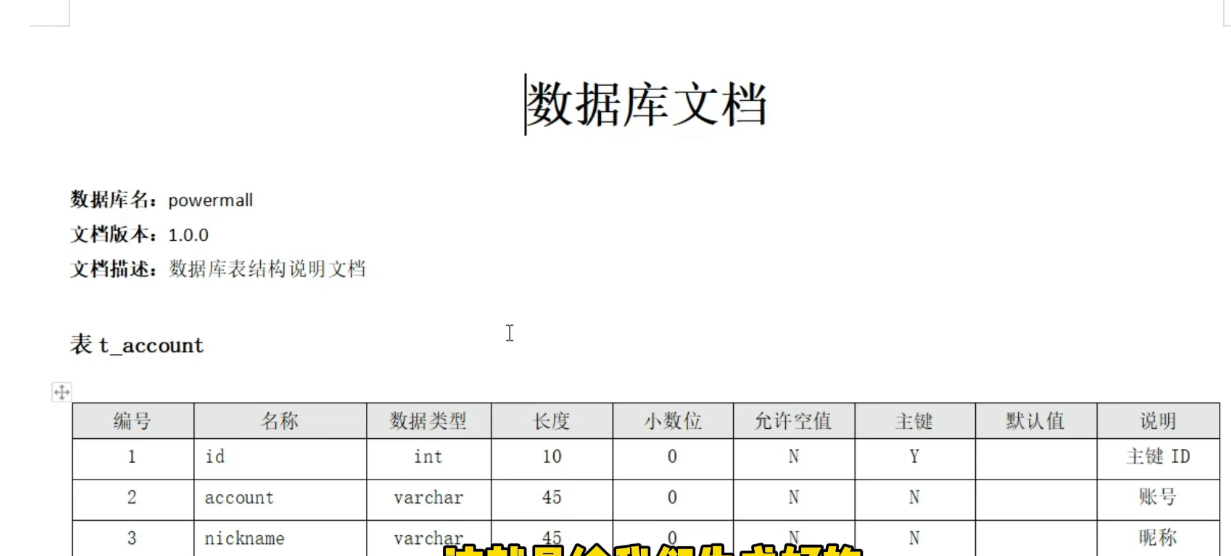 数据库文档
数据库名：powermall
文档版本：1.0.0
文档描述：数据库表结构说明文档
表 t_account
编号 名称 数据类型 长度 小数位 允许空值 主键 默认值 说明
1 id int 10 0 N Y 主键 ID
2 account varchar 45 0 N N 账号
3 nickname varchar 45 0 N N 昵称